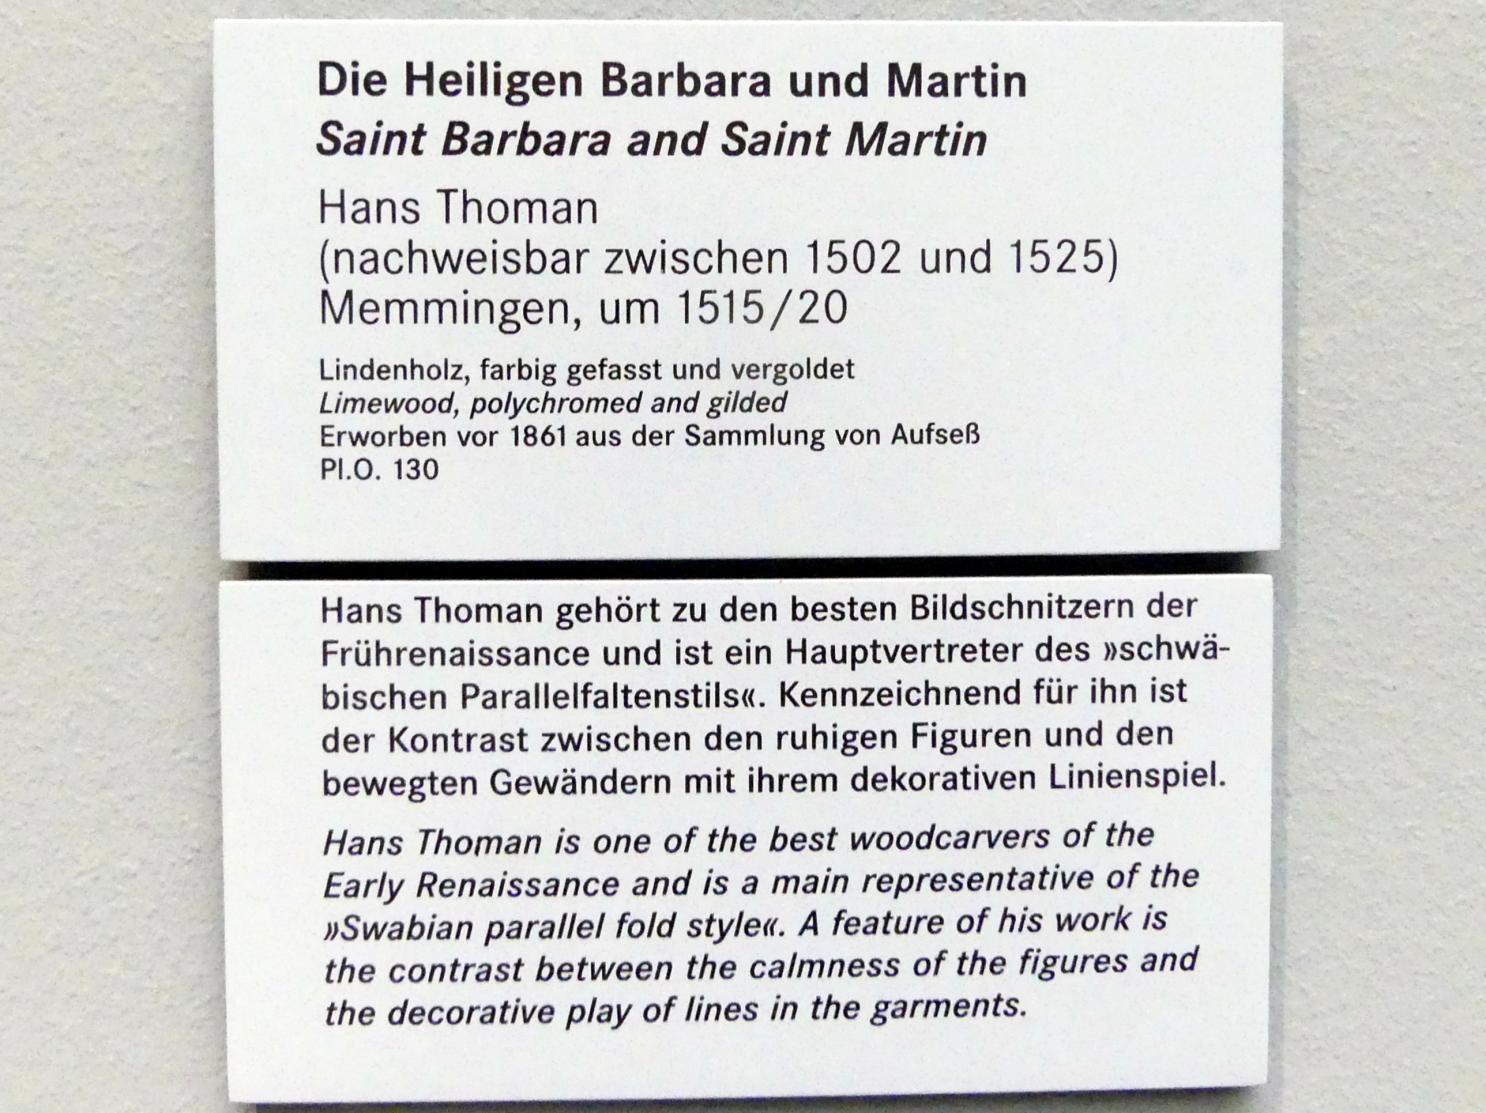 Die Heiligen Barbara und Martin
Saint Barbara and Saint Martin
Hans Thoman
(nachweisbar zwischen 1502 und 1525)
Memmingen, um 1515/20
Lindenholz, farbig gefasst und vergoldet
Limewood, polychromed and gilded
Erworben vor 1861 aus der Sammlung von Aufseß
Pl.O. 130
Hans Thoman gehört zu den besten Bildschnitzern der
Frührenaissance und ist ein Hauptvertreter des »schwä-
bischen Parallelfaltenstils«. Kennzeichnend für ihn ist
der Kontrast zwischen den ruhigen Figuren und den
bewegten Gewändern mit ihrem dekorativen Linienspiel.
Hans Thoman is one of the best woodcarvers of the
Early Renaissance and is a main representative of the
»Swabian parallel fold style«. A feature of his work is
the contrast between the calmness of the figures and
the decorative play of lines in the garments.